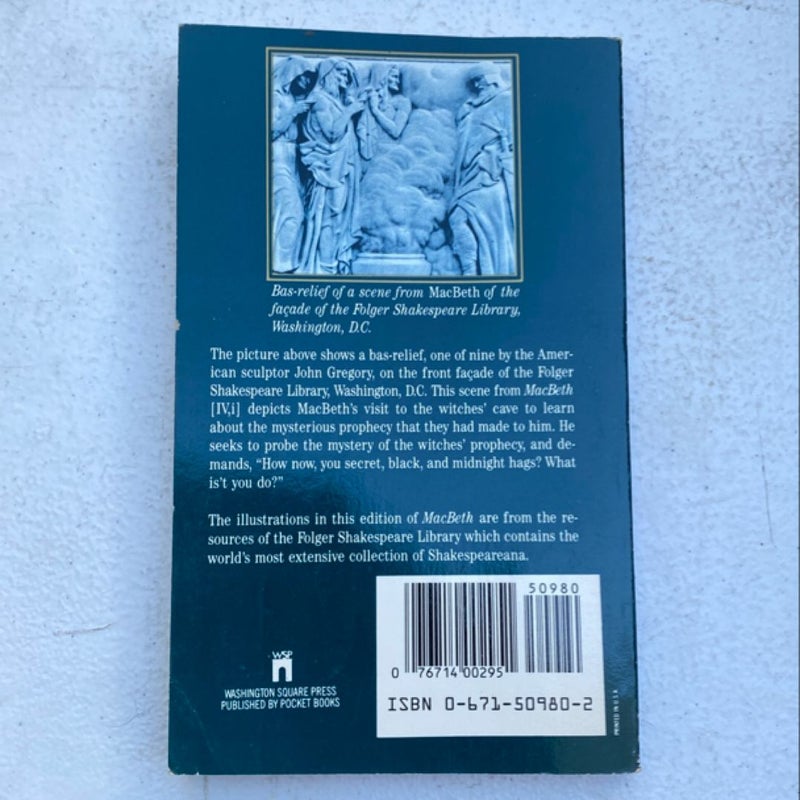 Bas-relief of a scene from MacBeth of the
façade of the Folger Shakespeare Library,
Washington, D.C.
The picture above shows a bas-relief, one of nine by the Amer-
ican sculptor John Gregory, on the front façade of the Folger
Shakespeare Library, Washington, D.C. This scene from MacBeth
[IV,i] depicts MacBeth's visit to the witches' cave to learn
about the mysterious prophecy that they had made to him. He
seeks to probe the mystery of the witches' prophecy, and de-
mands, “How now, you secret, black, and midnight hags? What
is't you do?”
The illustrations in this edition of MacBeth are from the re-
sources of the Folger Shakespeare Library which contains the
world's most extensive collection of Shakespeareana.
50980
0 76714 00295
ISBN 0-671-50980-2
WSP
WASHINGTON SQUARE PRESS
PUBLISHED BY POCKET BOOKS
PRINTED IN U.S.A.